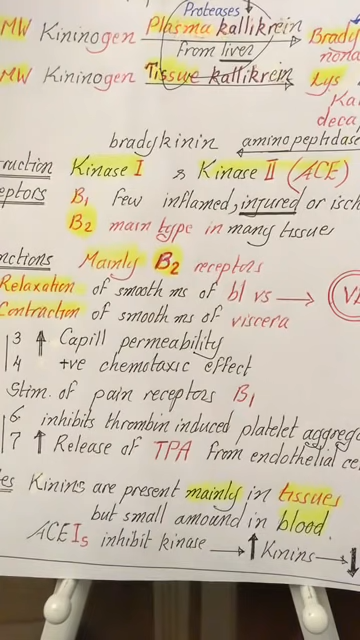 Proteases ↓
MW Kininogen Plasma kallikrein → Brady
from liver nona
MW Kininogen Tissue kallikrein → Lys
Ka
deca
bradykinin ← aminopeptidase
Kinase I & Kinase II (ACE)
eptors B1 few inflamed, injured or isch
B2 main type in many tissues
nctions Mainly B2 receptors
Relaxation of smooth ms of bl vs → V
Contraction of smooth ms of viscera
3 ↑ Capill permeability
4 +ve chemotaxic effect
Stim. of pain receptors B1
6 inhibits thrombin induced platelet aggreg
7 ↑ Release of TPA from endothelial ce
es Kinins are present mainly in tissues
but small amound in blood.
ACEIs inhibit kinase → ↑ Kinins → ↓